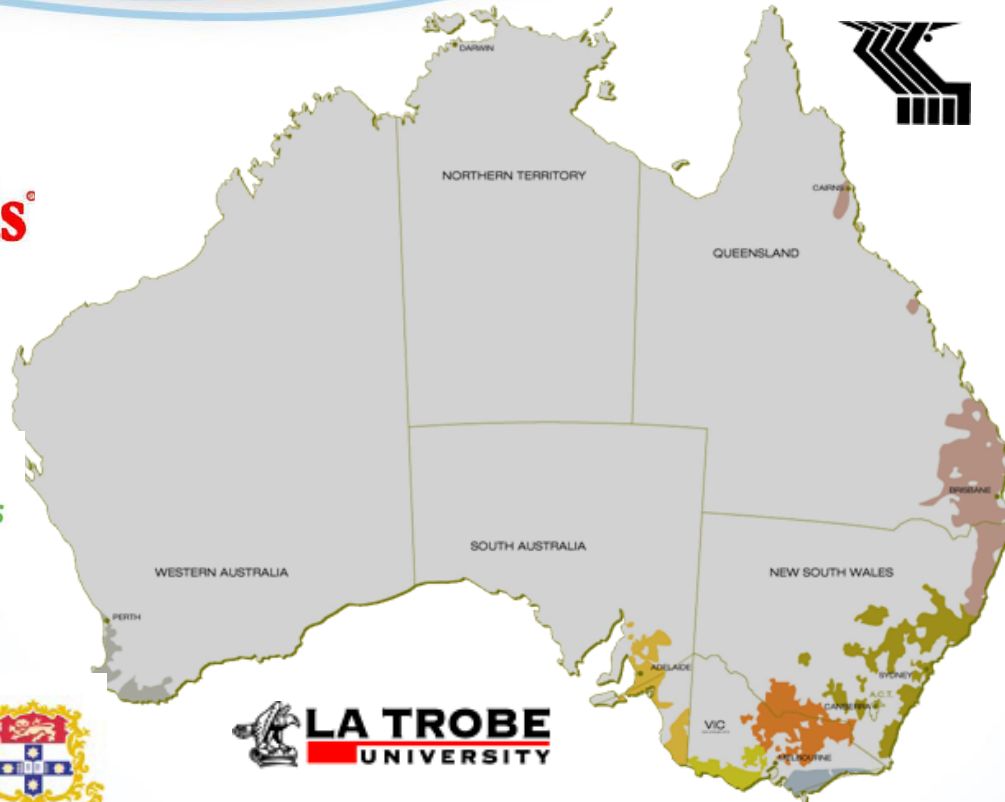 DARWIN
NORTHERN TERRITORY
CAIRNS
s®
QUEENSLAND
BRISBANE
s
SOUTH AUSTRALIA
WESTERN AUSTRALIA
NEW SOUTH WALES
PERTH
ADELAIDE
SYDNEY
A.C.T.
CANBERRA
VIC
MELBOURNE
LA TROBE
UNIVERSITY